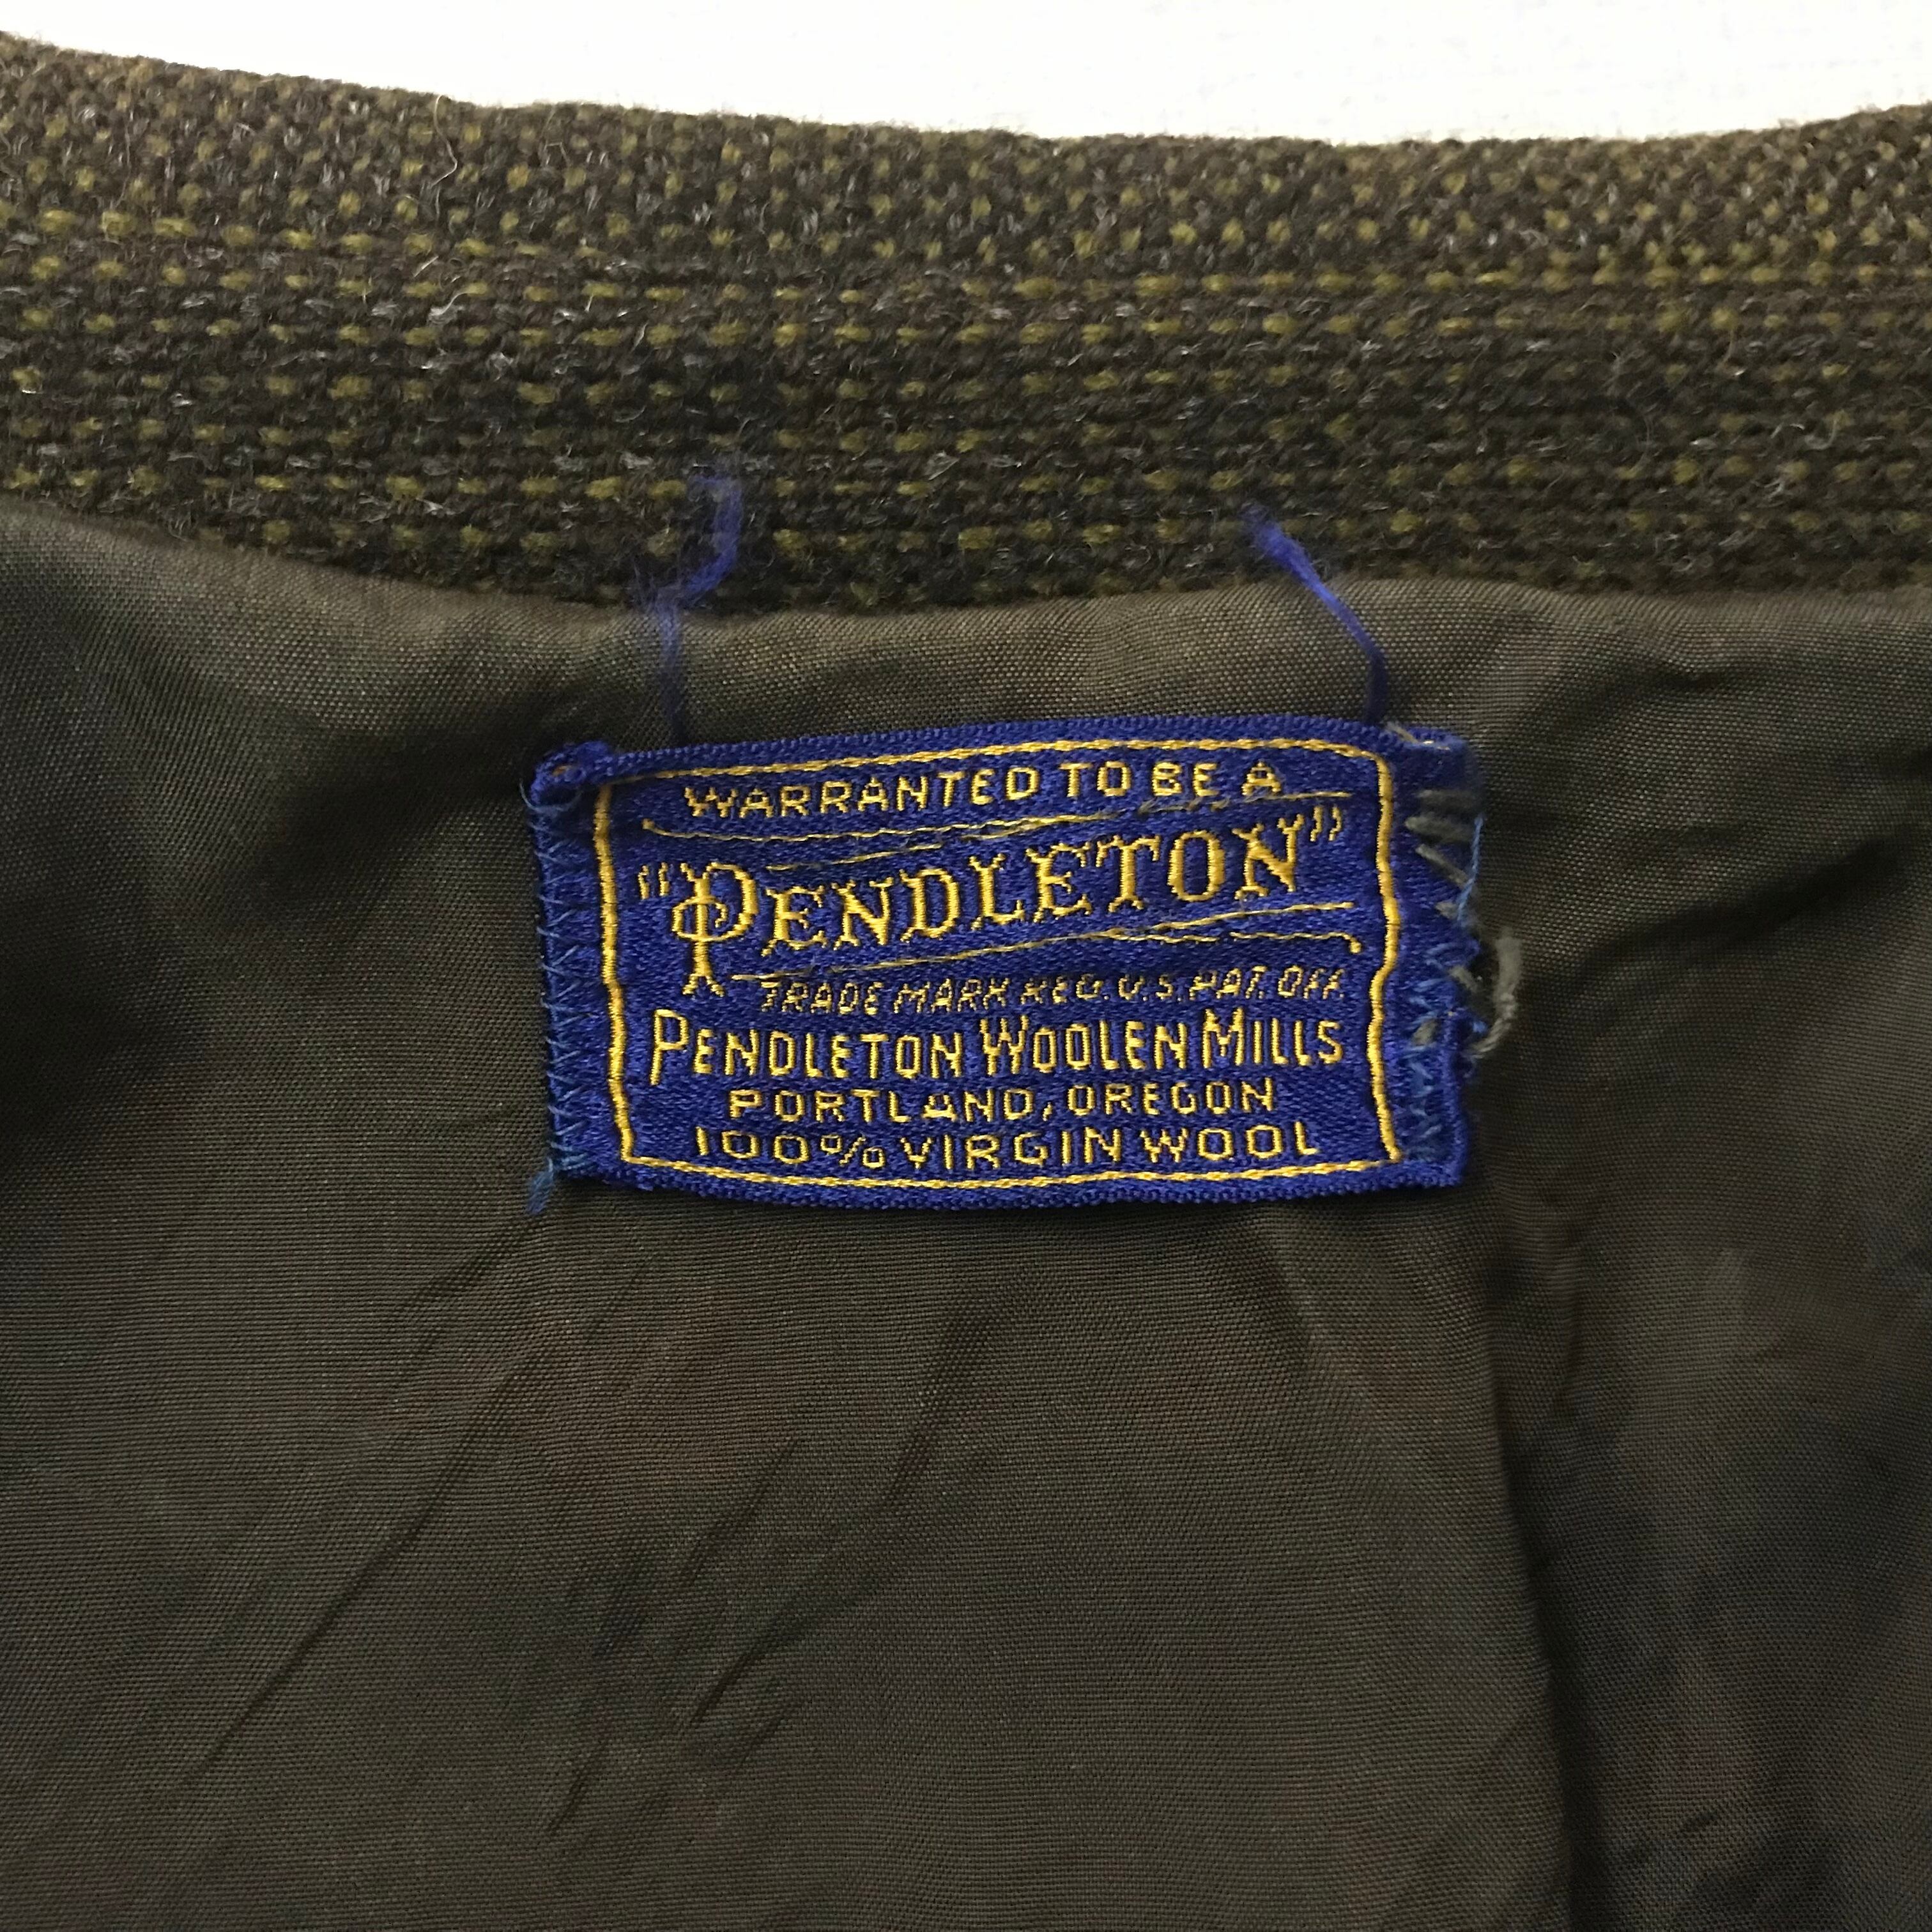 WARRANTED TO BE A
"PENDLETON"
TRADE MARK REG. U.S. PAT. OFF.
PENDLETON WOOLEN MILLS
PORTLAND, OREGON
100% VIRGIN WOOL